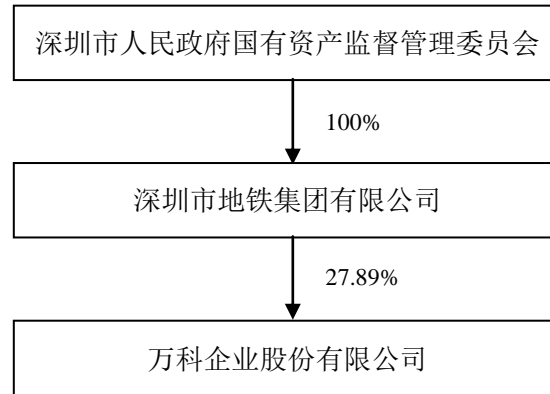 深圳市人民政府国有资产监督管理委员会
100%
深圳市地铁集团有限公司
27.89%
万科企业股份有限公司